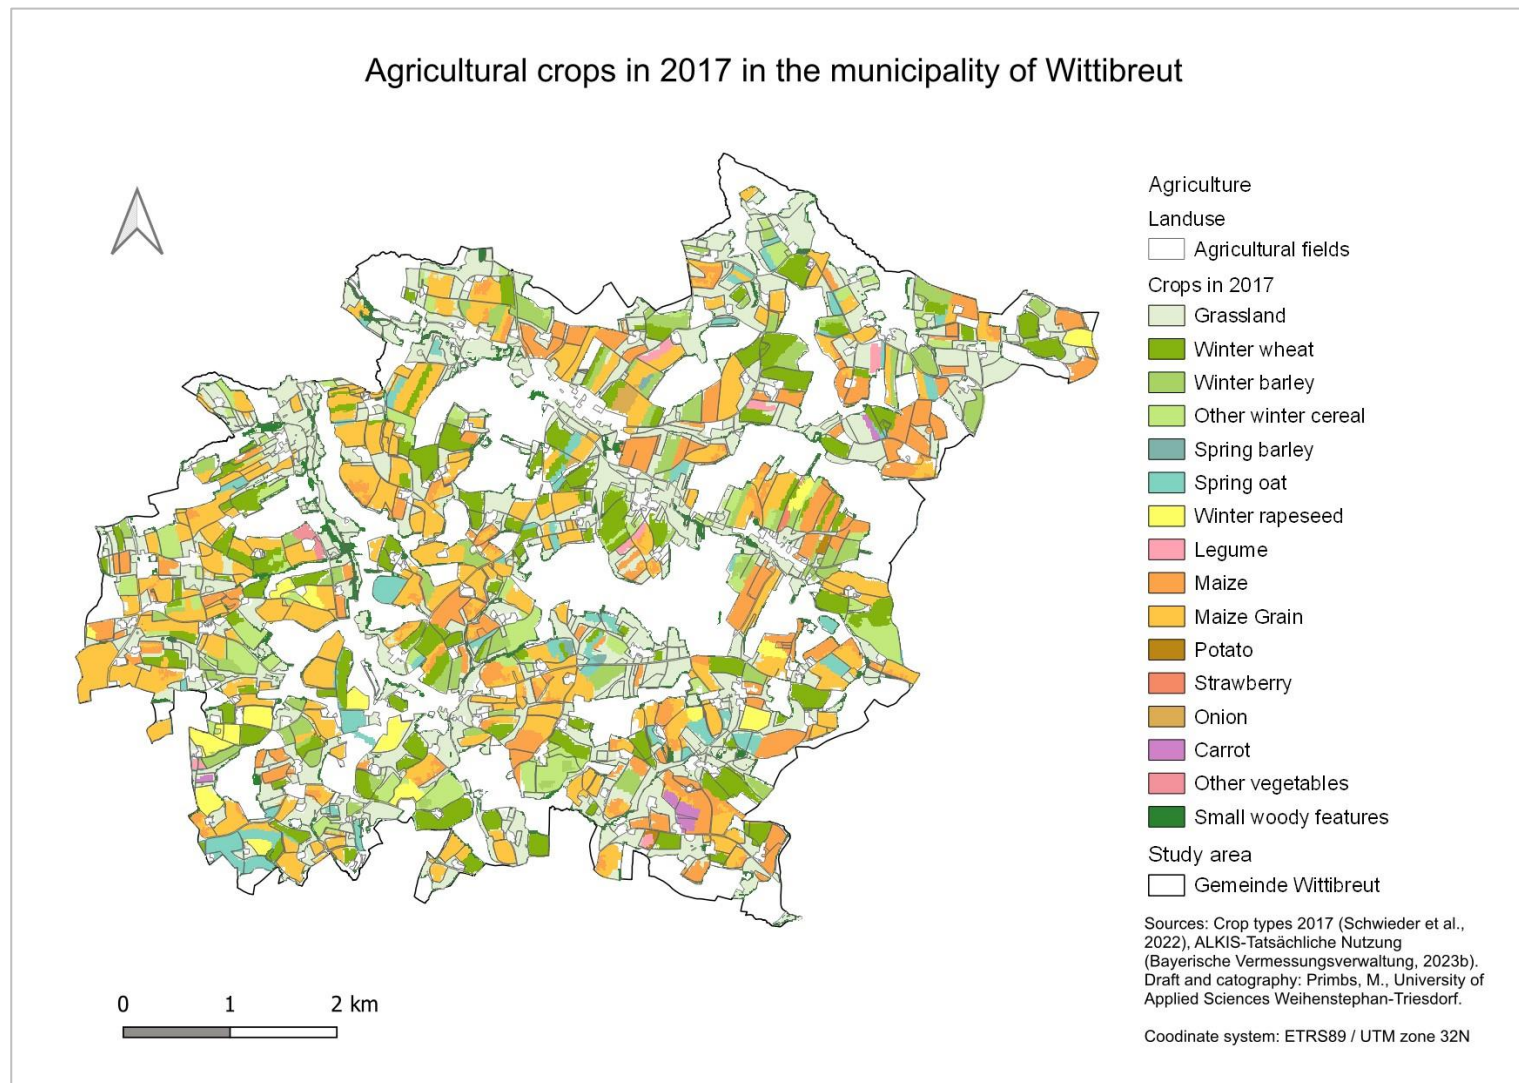 Agricultural crops in 2017 in the municipality of Wittibreut
Agriculture
Landuse
Agricultural fields
Crops in 2017
Grassland
Winter wheat
Winter barley
Other winter cereal
Spring barley
Spring oat
Winter rapeseed
Legume
Maize
Maize Grain
Potato
Strawberry
Onion
Carrot
Other vegetables
Small woody features
Study area
Gemeinde Wittibreut
Sources: Crop types 2017 (Schwieder et al.,
2022), ALKIS-Tatsächliche Nutzung
(Bayerische Vermessungsverwaltung, 2023b).
Draft and catography: Primbs, M., University of
Applied Sciences Weihenstephan-Triesdorf.
Coodinate system: ETRS89 / UTM zone 32N
0 1 2 km